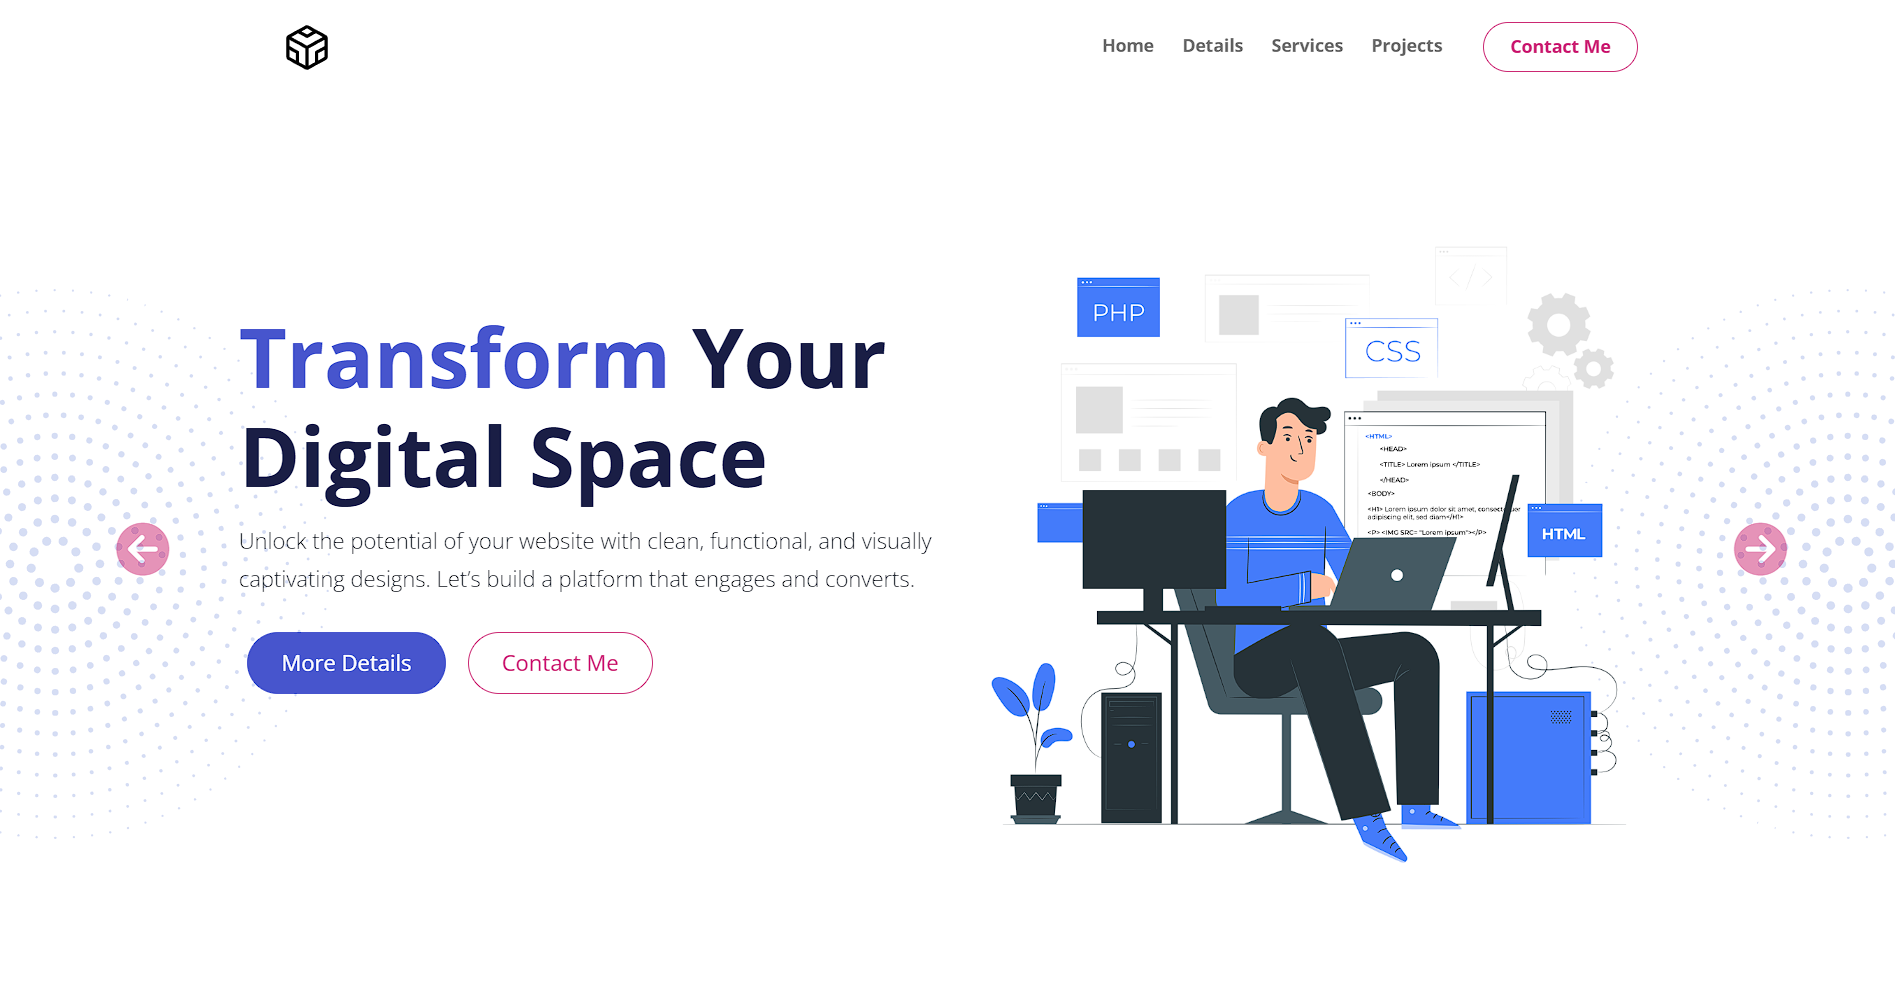 Home Details Services Projects Contact Me
Transform Your
Digital Space
Unlock the potential of your website with clean, functional, and visually
captivating designs. Let’s build a platform that engages and converts.
More Details Contact Me
</>
PHP
CSS
<HTML>
<HEAD>
<TITLE> Lorem ipsum </TITLE>
</HEAD>
<BODY>
<H1> Lorem ipsum dolor sit amet, consectetuer
adipiscing elit, sed diam</H1>
<P> <IMG SRC= "Lorem ipsum"></P>
HTML